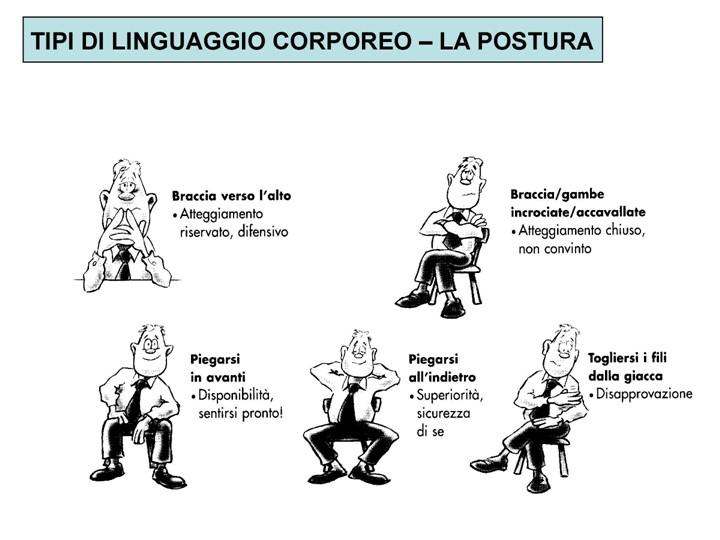 TIPI DI LINGUAGGIO CORPOREO – LA POSTURA
Braccia verso l'alto
• Atteggiamento
riservato, difensivo
Braccia/gambe
incrociate/accavallate
• Atteggiamento chiuso,
non convinto
Piegarsi
in avanti
• Disponibilità,
sentirsi pronto!
Piegarsi
all'indietro
• Superiorità,
sicurezza
di se
Togliersi i fili
dalla giacca
• Disapprovazione